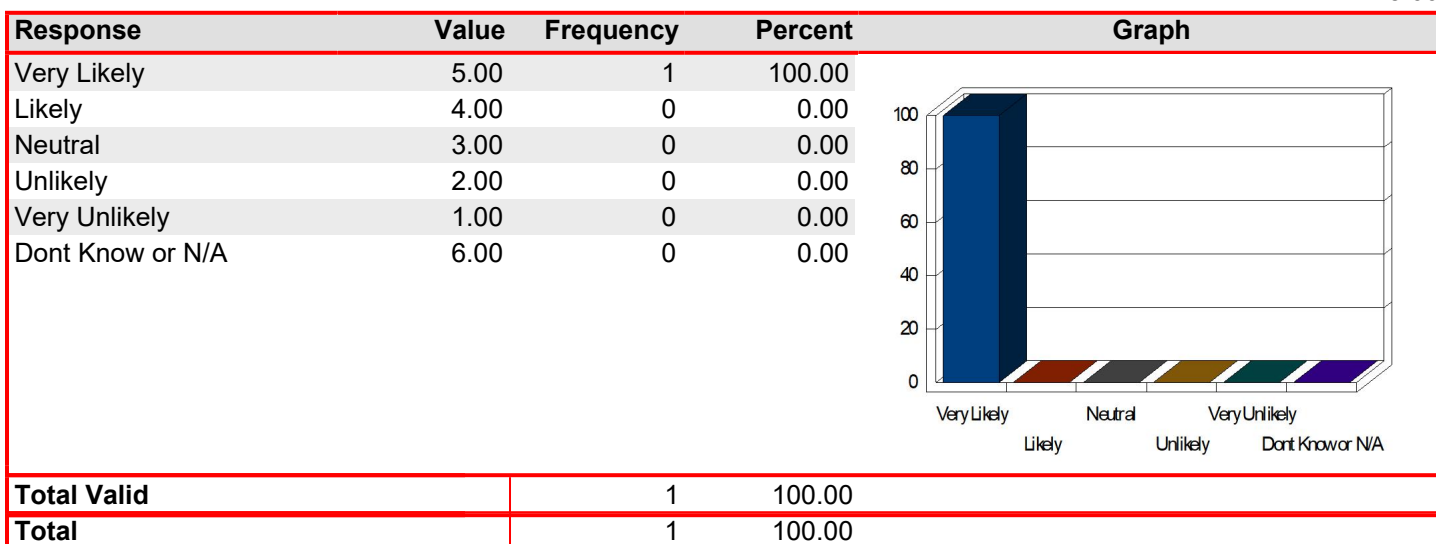 Response Value Frequency Percent Graph
Very Likely 5.00 1 100.00
Likely 4.00 0 0.00
Neutral 3.00 0 0.00
Unlikely 2.00 0 0.00
Very Unlikely 1.00 0 0.00
Dont Know or N/A 6.00 0 0.00
100
80
60
40
20
0
Very Likely Neutral Very Unlikely
Likely Unlikely Dont Know or N/A
Total Valid 1 100.00
Total 1 100.00